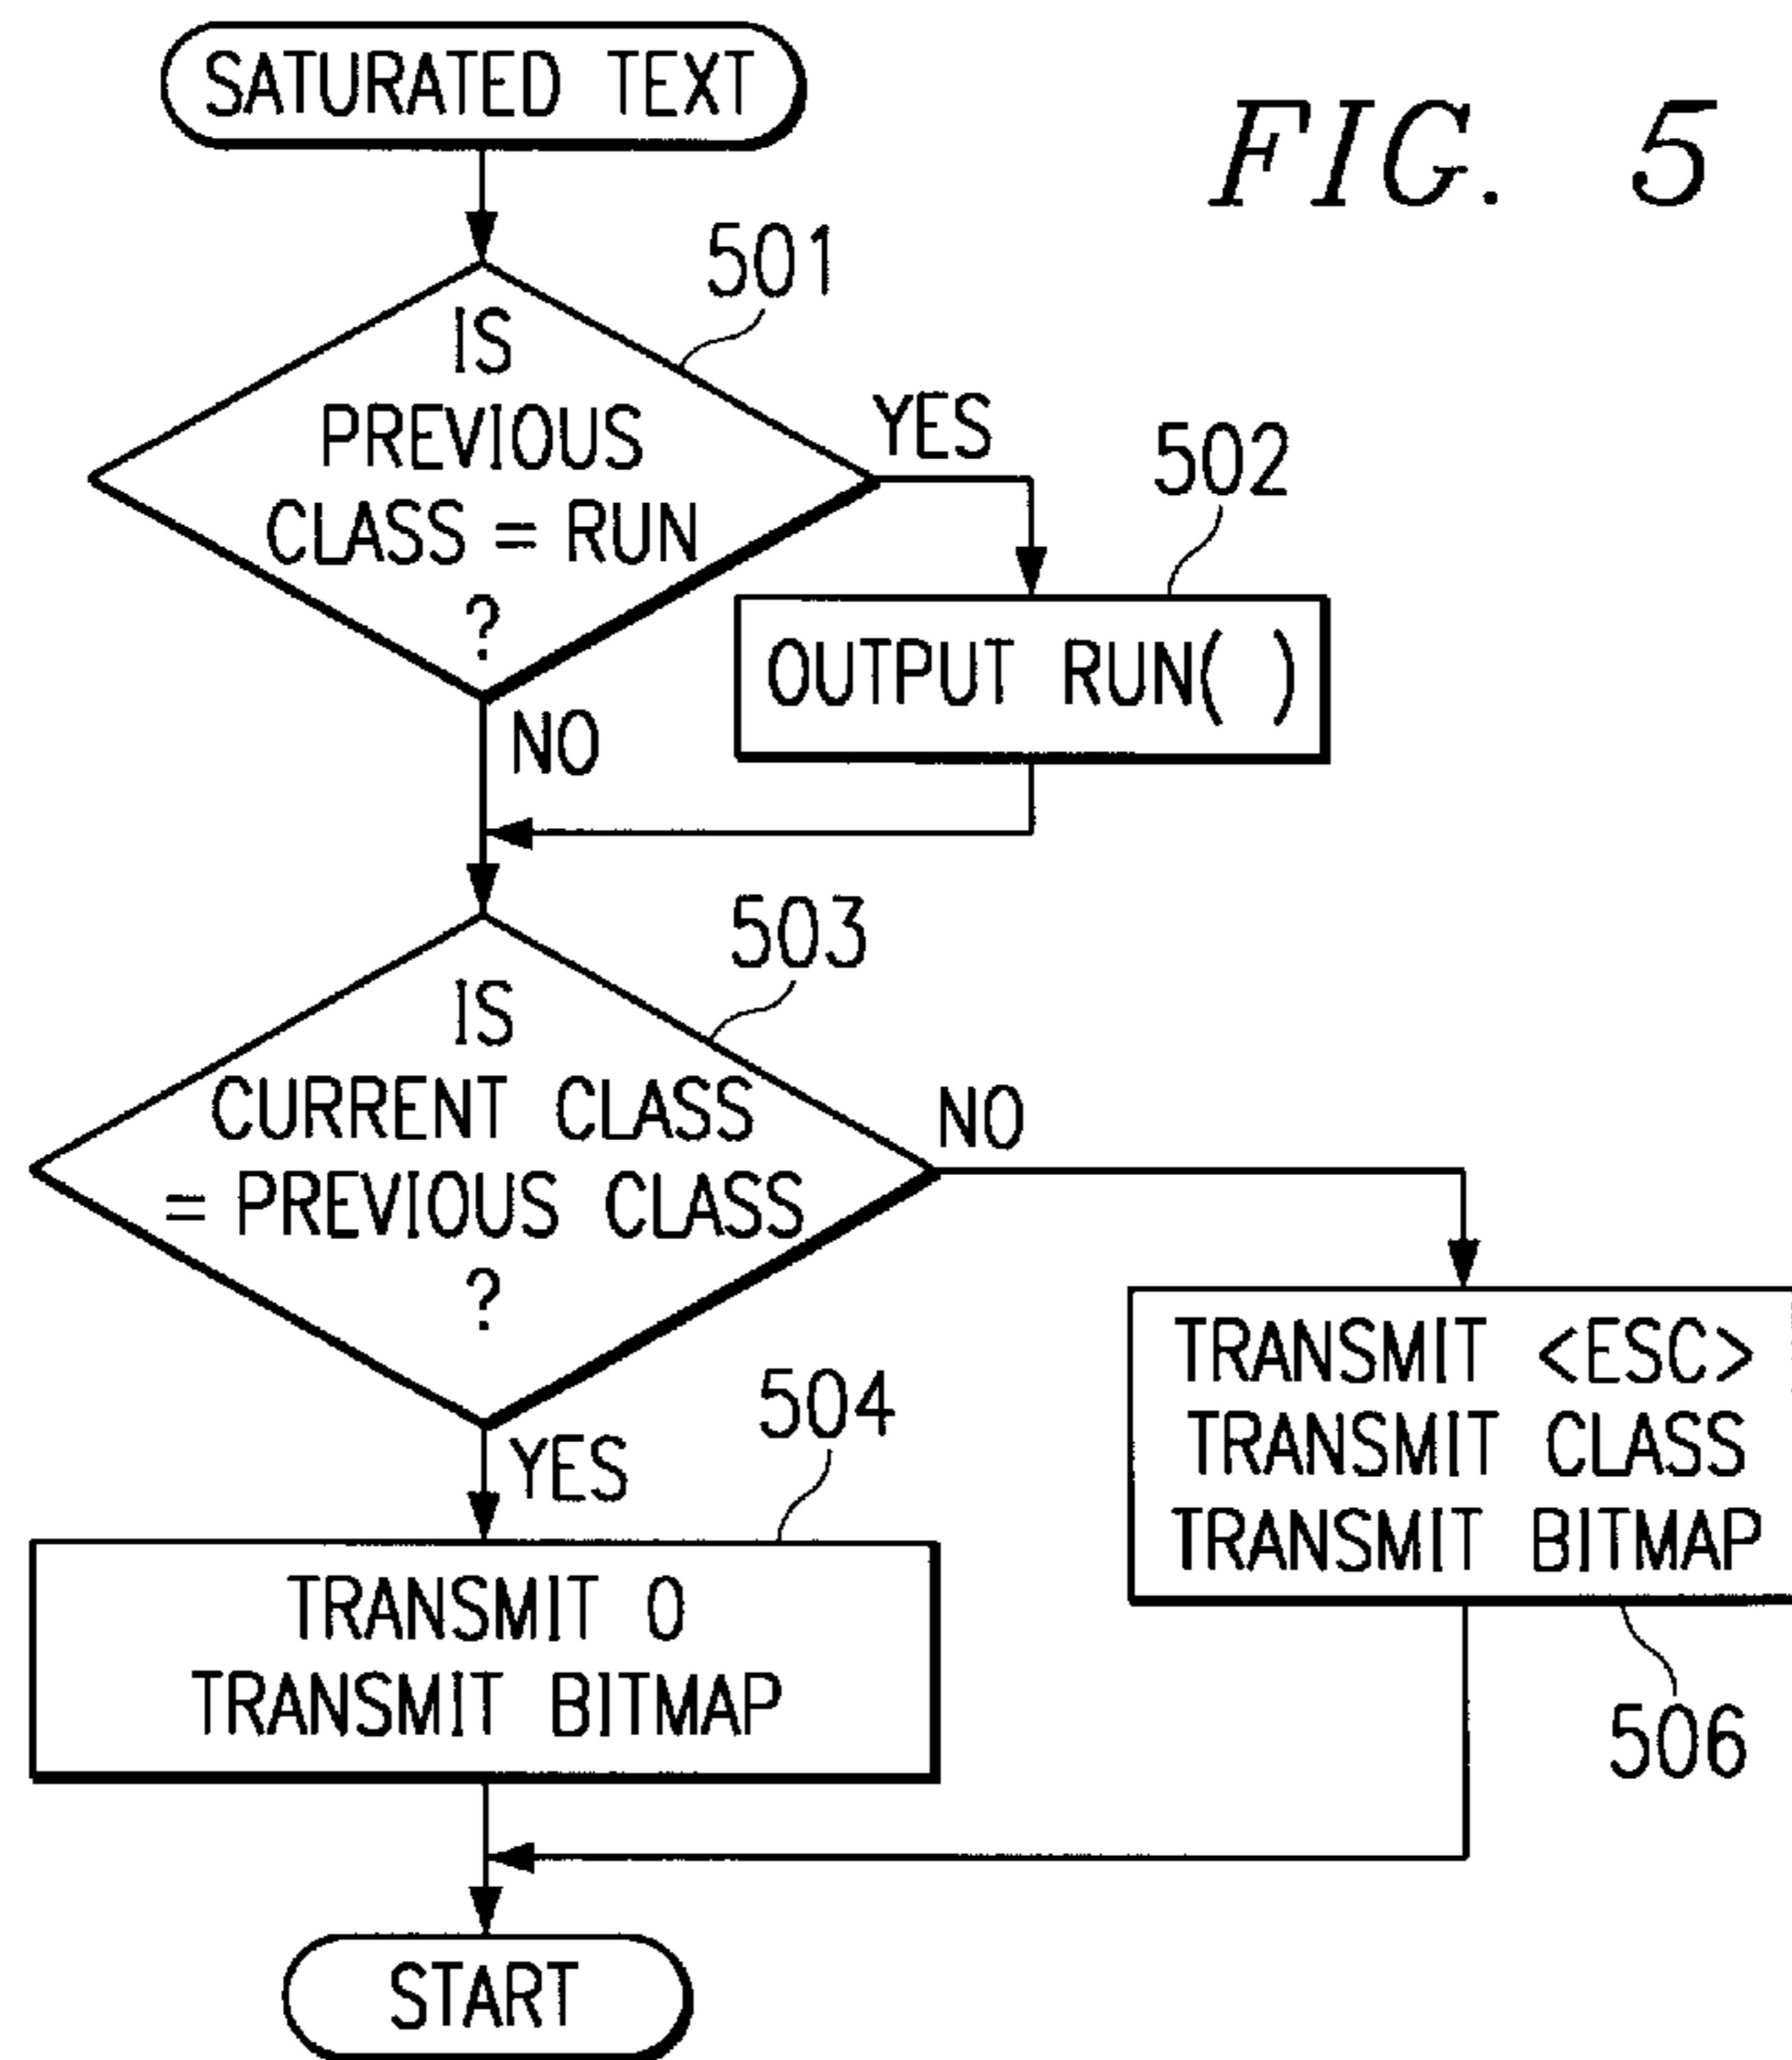 SATURATED TEXT
FIG. 5
501
IS
PREVIOUS
CLASS = RUN
?
YES
502
OUTPUT RUN( )
NO
503
IS
CURRENT CLASS
= PREVIOUS CLASS
?
NO
TRANSMIT <ESC>
TRANSMIT CLASS
TRANSMIT BITMAP
506
YES
504
TRANSMIT 0
TRANSMIT BITMAP
START